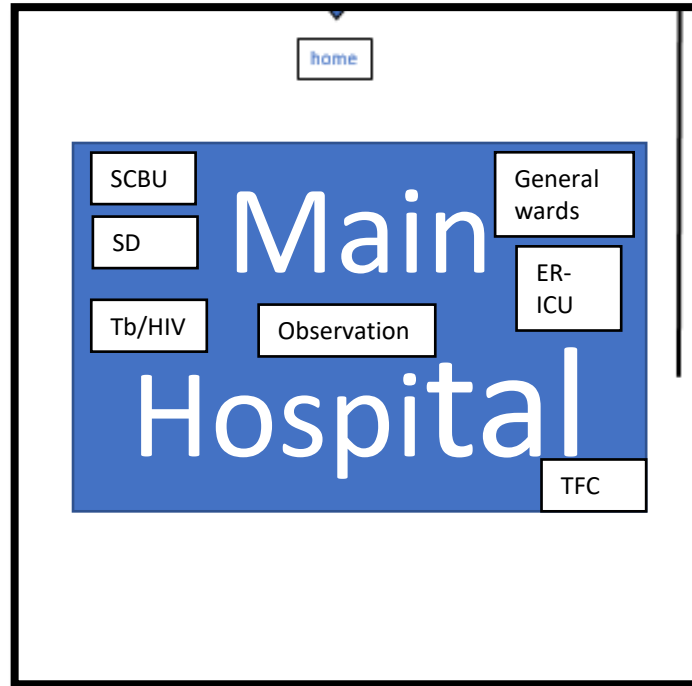 home
SCBU
General
wards
SD
Main
ER-
ICU
Tb/HIV
Observation
Hospital
TFC